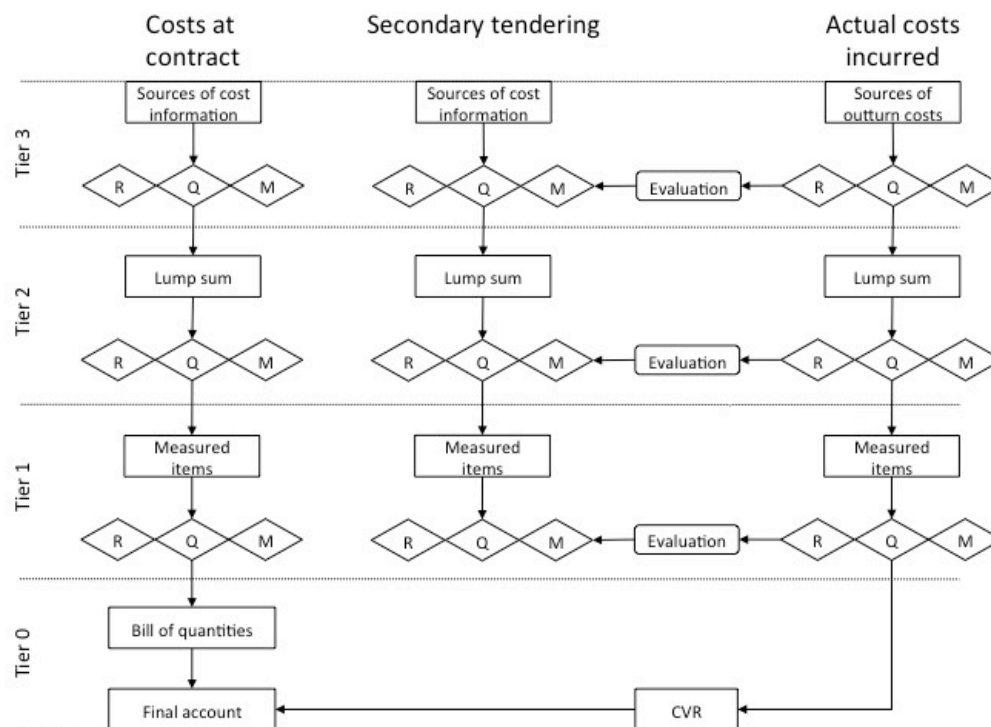 Costs at
contract
Secondary tendering
Actual costs
incurred
Tier 3
Sources of cost
information
Sources of cost
information
Sources of
outturn costs
R Q M
R Q M
Evaluation
R Q M
Tier 2
Lump sum
Lump sum
Lump sum
R Q M
R Q M
Evaluation
R Q M
Tier 1
Measured
items
Measured
items
Measured
items
R Q M
R Q M
Evaluation
R Q M
Tier 0
Bill of quantities
Final account
CVR